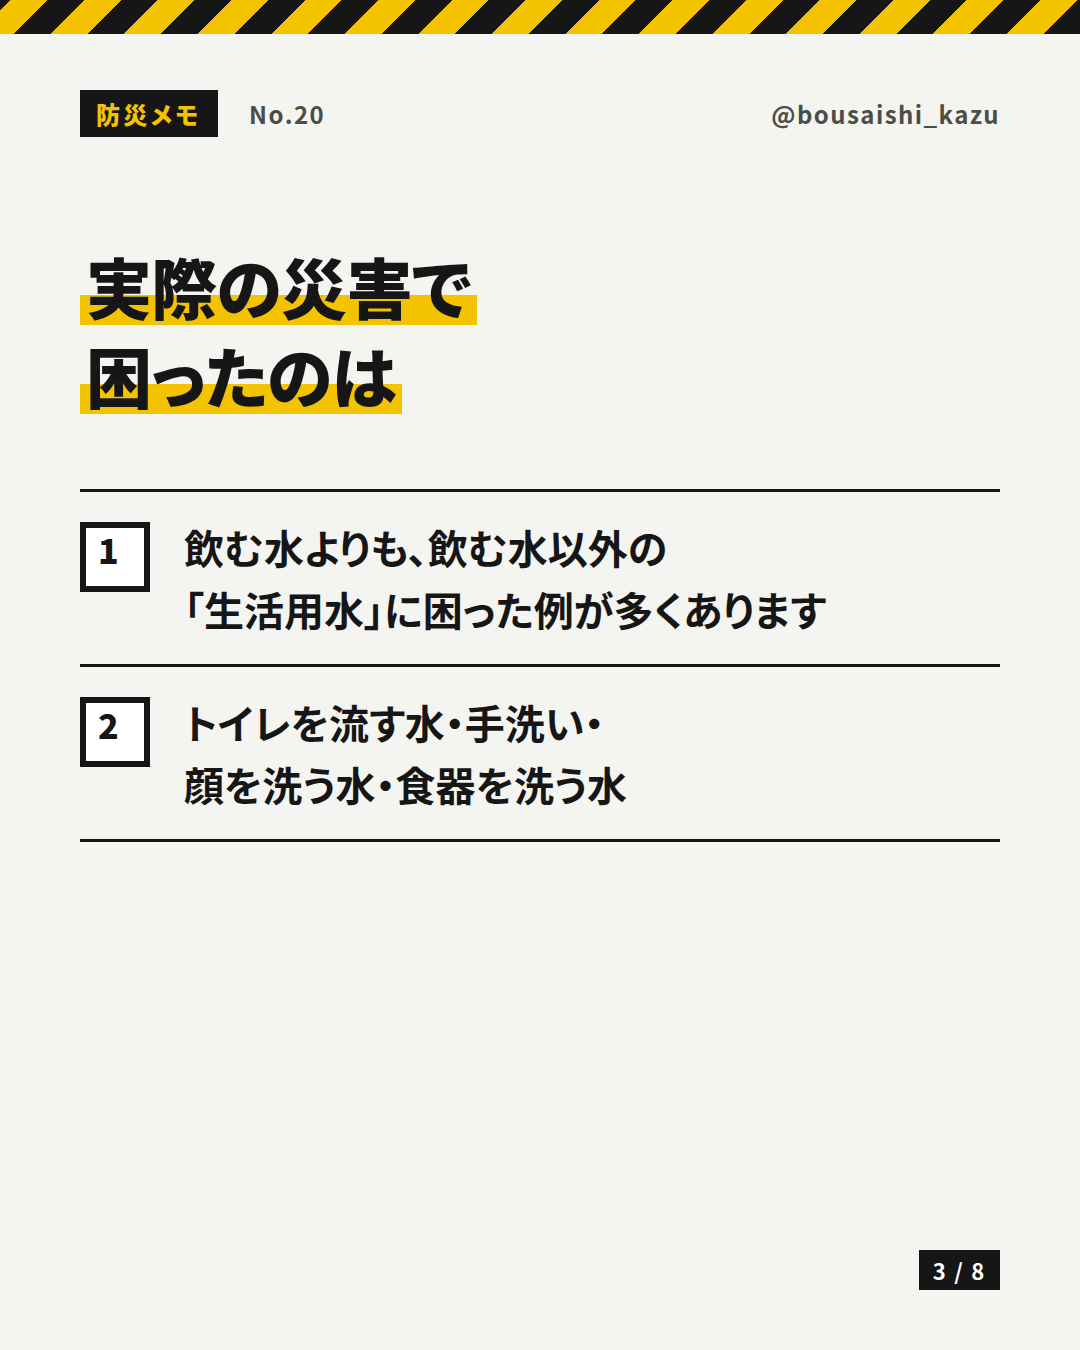 防災メモ No.20 @bousaishi_kazu
実際の災害で
困ったのは
1 飲む水よりも、飲む水以外の
「生活用水」に困った例が多くあります
2 トイレを流す水・手洗い・
顔を洗う水・食器を洗う水
3 / 8